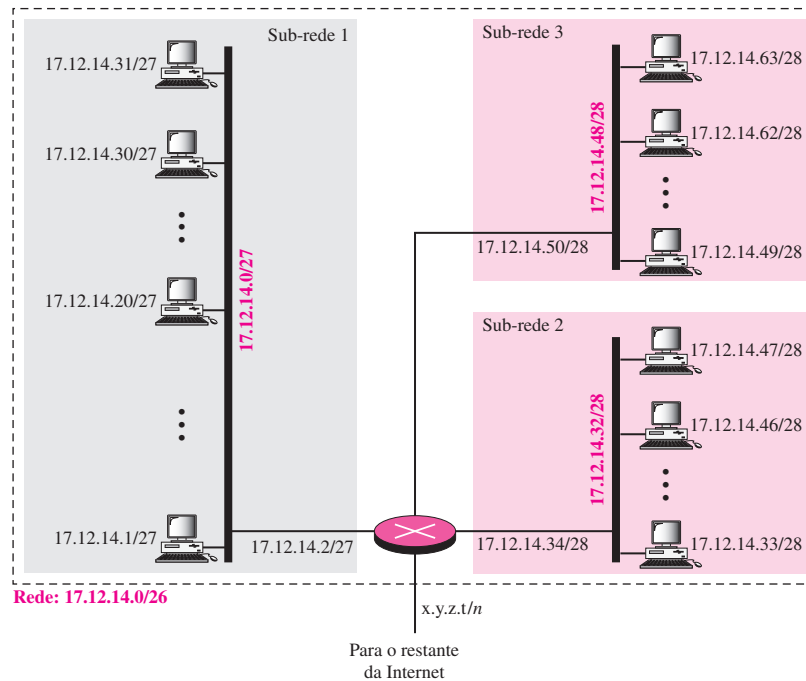 Sub-rede 1
17.12.14.31/27
17.12.14.30/27
17.12.14.20/27
17.12.14.0/27
17.12.14.1/27
17.12.14.2/27
Sub-rede 3
17.12.14.63/28
17.12.14.62/28
17.12.14.48/28
17.12.14.50/28
17.12.14.49/28
Sub-rede 2
17.12.14.47/28
17.12.14.46/28
17.12.14.32/28
17.12.14.34/28
17.12.14.33/28
Rede: 17.12.14.0/26
x.y.z.t/n
Para o restante
da Internet